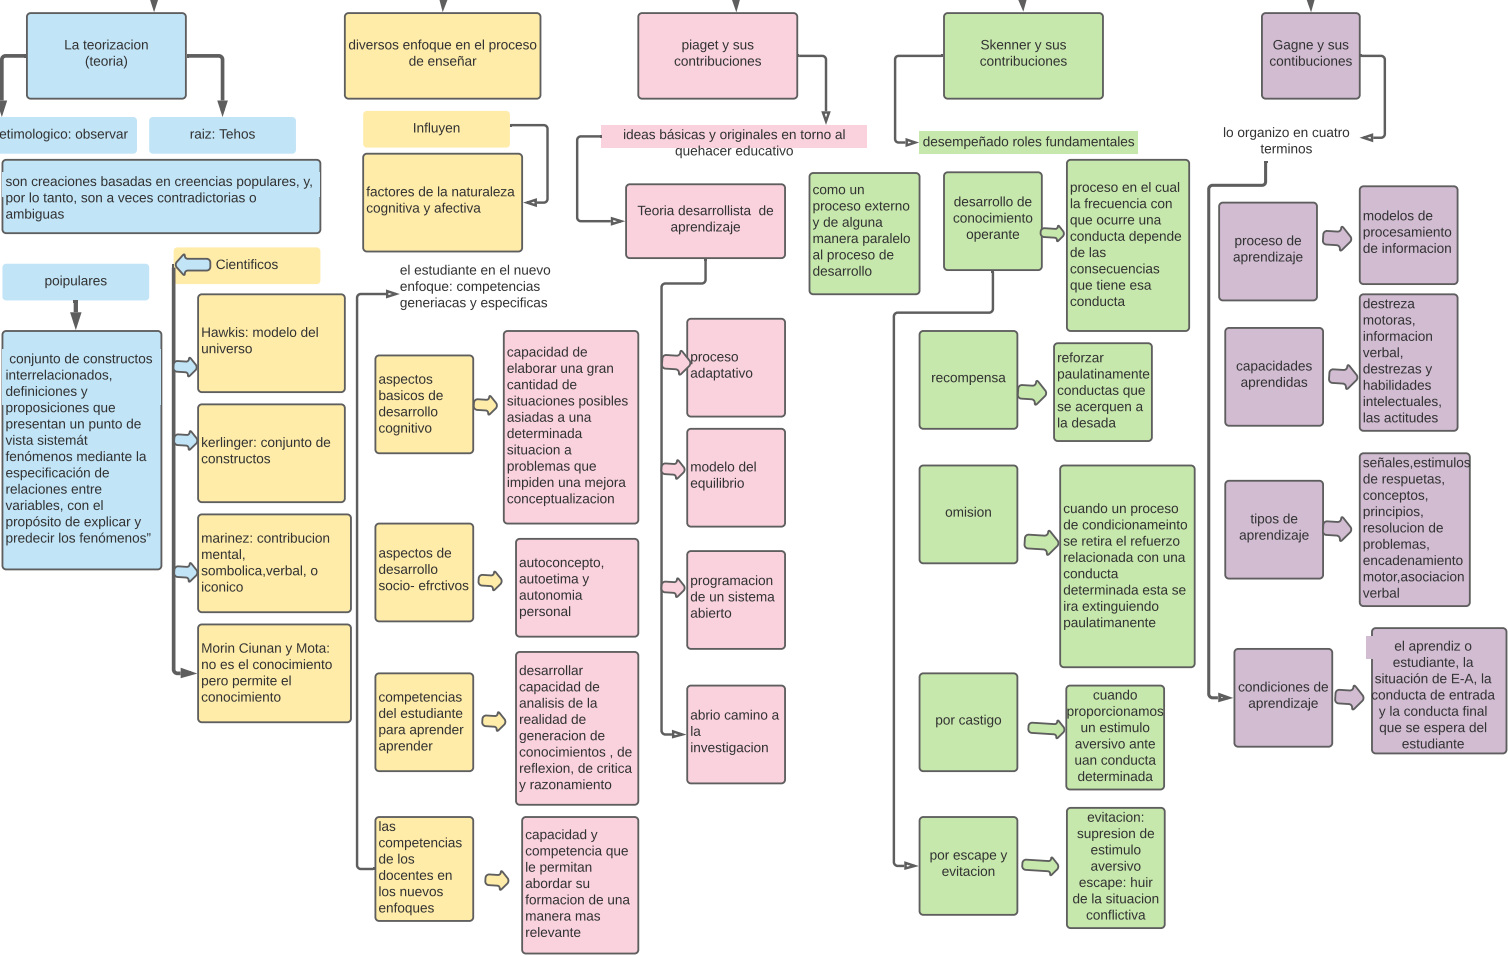 La teorizacion
(teoria)
etimologico: observar
raiz: Tehos
son creaciones basadas en creencias populares, y,
por lo tanto, son a veces contradictorias o
ambiguas
poipulares
Cientificos
conjunto de constructos
interrelacionados,
definiciones y
proposiciones que
presentan un punto de
vista sistemát
fenómenos mediante la
especificación de
relaciones entre
variables, con el
propósito de explicar y
predecir los fenómenos”
Hawkis: modelo del
universo
kerlinger: conjunto de
constructos
marinez: contribucion
mental,
sombolica,verbal, o
iconico
Morin Ciunan y Mota:
no es el conocimiento
pero permite el
conocimiento
diversos enfoque en el proceso
de enseñar
Influyen
factores de la naturaleza
cognitiva y afectiva
el estudiante en el nuevo
enfoque: competencias
generiacas y especificas
aspectos
basicos de
desarrollo
cognitivo
capacidad de
elaborar una gran
cantidad de
situaciones posibles
asiadas a una
determinada
situacion a
problemas que
impiden una mejora
conceptualizacion
aspectos de
desarrollo
socio- efrctivos
autoconcepto,
autoetima y
autonomia
personal
competencias
del estudiante
para aprender
aprender
desarrollar
capacidad de
analisis de la
realidad de
generacion de
conocimientos , de
reflexion, de critica
y razonamiento
las
competencias
de los
docentes en
los nuevos
enfoques
capacidad y
competencia que
le permitan
abordar su
formacion de una
manera mas
relevante
piaget y sus
contribuciones
ideas básicas y originales en torno al
quehacer educativo
Teoria desarrollista  de
aprendizaje
como un
proceso externo
y de alguna
manera paralelo
al proceso de
desarrollo
proceso
adaptativo
modelo del
equilibrio
programacion
de un sistema
abierto
abrio camino a
la
investigacion
Skenner y sus
contribuciones
desempeñado roles fundamentales
desarrollo de
conocimiento
operante
proceso en el cual
la frecuencia con
que ocurre una
conducta depende
de las
consecuencias
que tiene esa
conducta
recompensa
reforzar
paulatinamente
conductas que
se acerquen a
la desada
omision
cuando un proceso
de condicionameinto
se retira el refuerzo
relacionada con una
conducta
determinada esta se
ira extinguiendo
paulatimanente
por castigo
cuando
proporcionamos
un estimulo
aversivo ante
uan conducta
determinada
por escape y
evitacion
evitacion:
supresion de
estimulo
aversivo
escape: huir
de la situacion
conflictiva
Gagne y sus
contibuciones
lo organizo en cuatro
terminos
proceso de
aprendizaje
modelos de
procesamiento
de informacion
capacidades
aprendidas
destreza
motoras,
informacion
verbal,
destrezas y
habilidades
intelectuales,
las actitudes
tipos de
aprendizaje
señales,estimulos
de respuetas,
conceptos,
principios,
resolucion de
problemas,
encadenamiento
motor,asociacion
verbal
condiciones de
aprendizaje
el aprendiz o
estudiante, la
situación de E-A, la
conducta de entrada
y la conducta final
que se espera del
estudiante